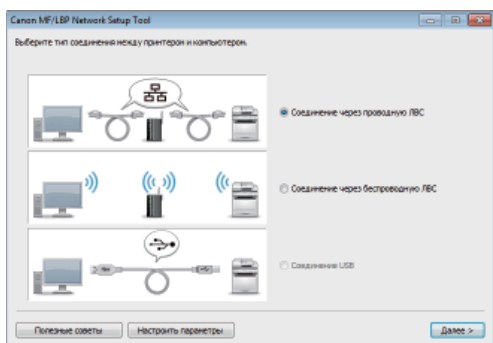 Canon MF/LBP Network Setup Tool
Выберите тип соединения между принтером и компьютером.
Соединение через проводную ЛВС
Соединение через беспроводную ЛВС
Соединение USB
Полезные советы
Настроить параметры
Далее >